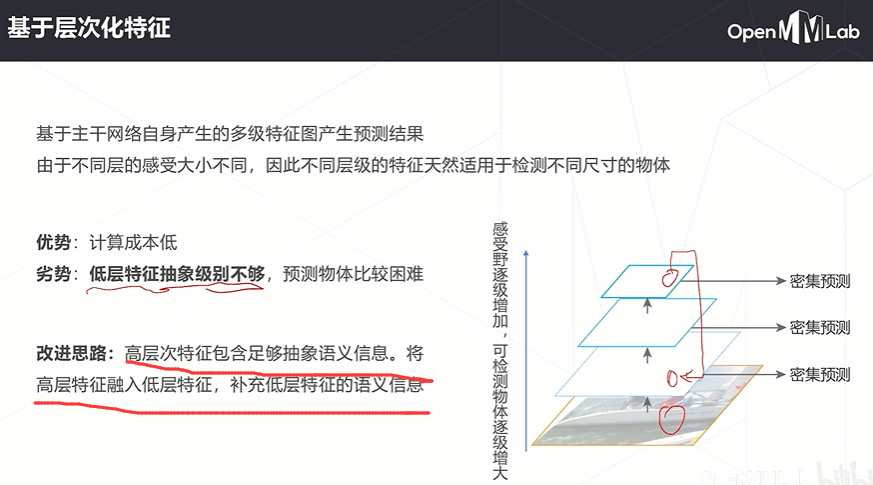 基于层次化特征
OpenMMLab
基于主干网络自身产生的多级特征图产生预测结果
由于不同层的感受大小不同，因此不同层级的特征天然适用于检测不同尺寸的物体
优势：计算成本低
劣势：低层特征抽象级别不够，预测物体比较困难
改进思路：高层次特征包含足够抽象语义信息。将
高层特征融入低层特征，补充低层特征的语义信息
感受野逐级增加，可检测物体逐级增大
密集预测
密集预测
密集预测